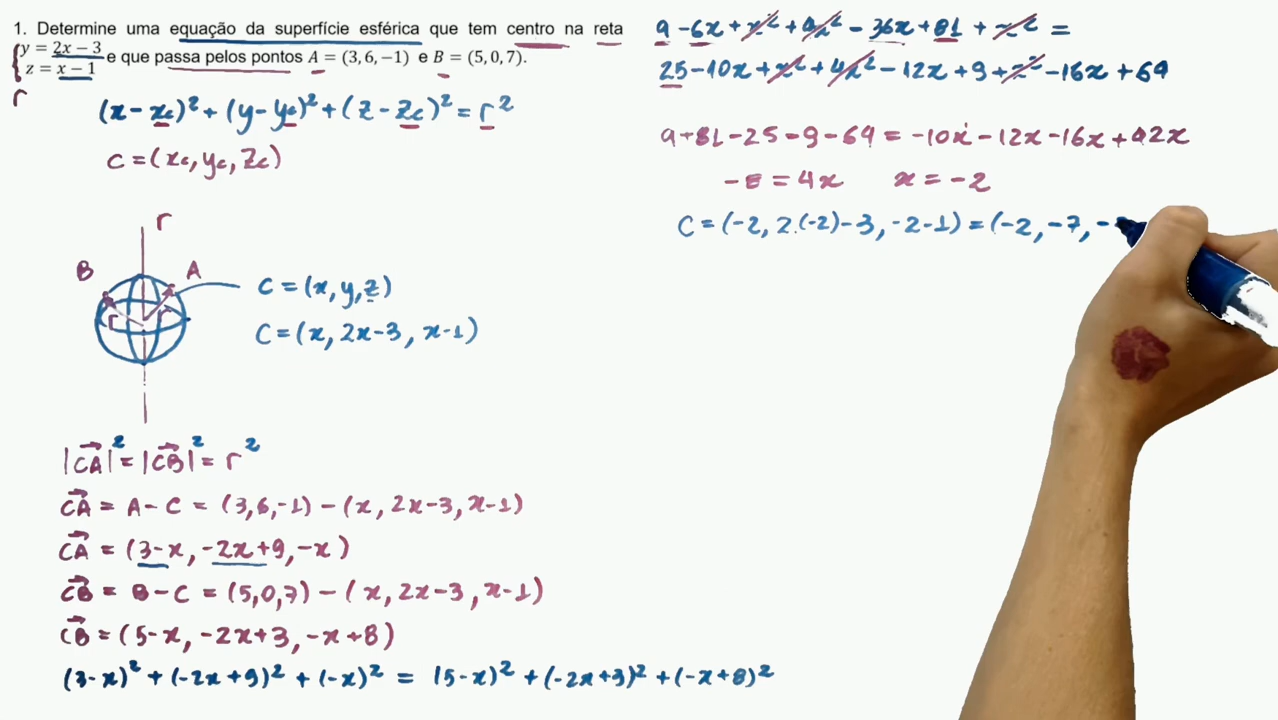 1. Determine uma equação da superfície esférica que tem centro na reta
y = 2x − 3
z = x − 1
e que passa pelos pontos A = (3, 6, −1) e B = (5, 0, 7).
r
(x - xc)² + (y - yc)² + (z - zc)² = r²
C = (xc, yc, zc)
r
B
A
r
r
C = (x, y, z)
C = (x, 2x-3, x-1)
|CA|² = |CB|² = r²
CA = A - C = (3,6,-1) - (x, 2x-3, x-1)
CA = (3-x, -2x+9, -x)
CB = B - C = (5,0,7) - (x, 2x-3, x-1)
CB = (5-x, -2x+3, -x+8)
(3-x)² + (-2x+9)² + (-x)² = (5-x)² + (-2x+3)² + (-x+8)²
9 - 6x + x² + 4x² - 36x + 81 + x² =
25 - 10x + x² + 4x² - 12x + 9 + x² - 16x + 64
9+81-25-9-64 = -10x - 12x - 16x + 42x
-8 = 4x x = -2
C = (-2, 2.(-2)-3, -2-1) = (-2, -7, -